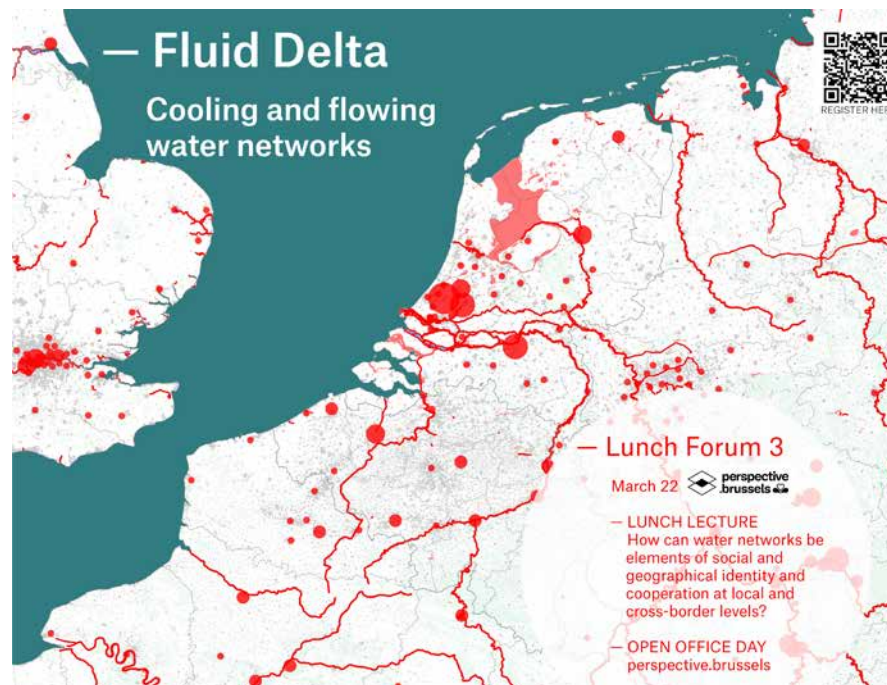 — Fluid Delta
Cooling and flowing
water networks
REGISTER HER
— Lunch Forum 3
March 22
perspective
.brussels
— LUNCH LECTURE
How can water networks be
elements of social and
geographical identity and
cooperation at local and
cross-border levels?
— OPEN OFFICE DAY
perspective.brussels